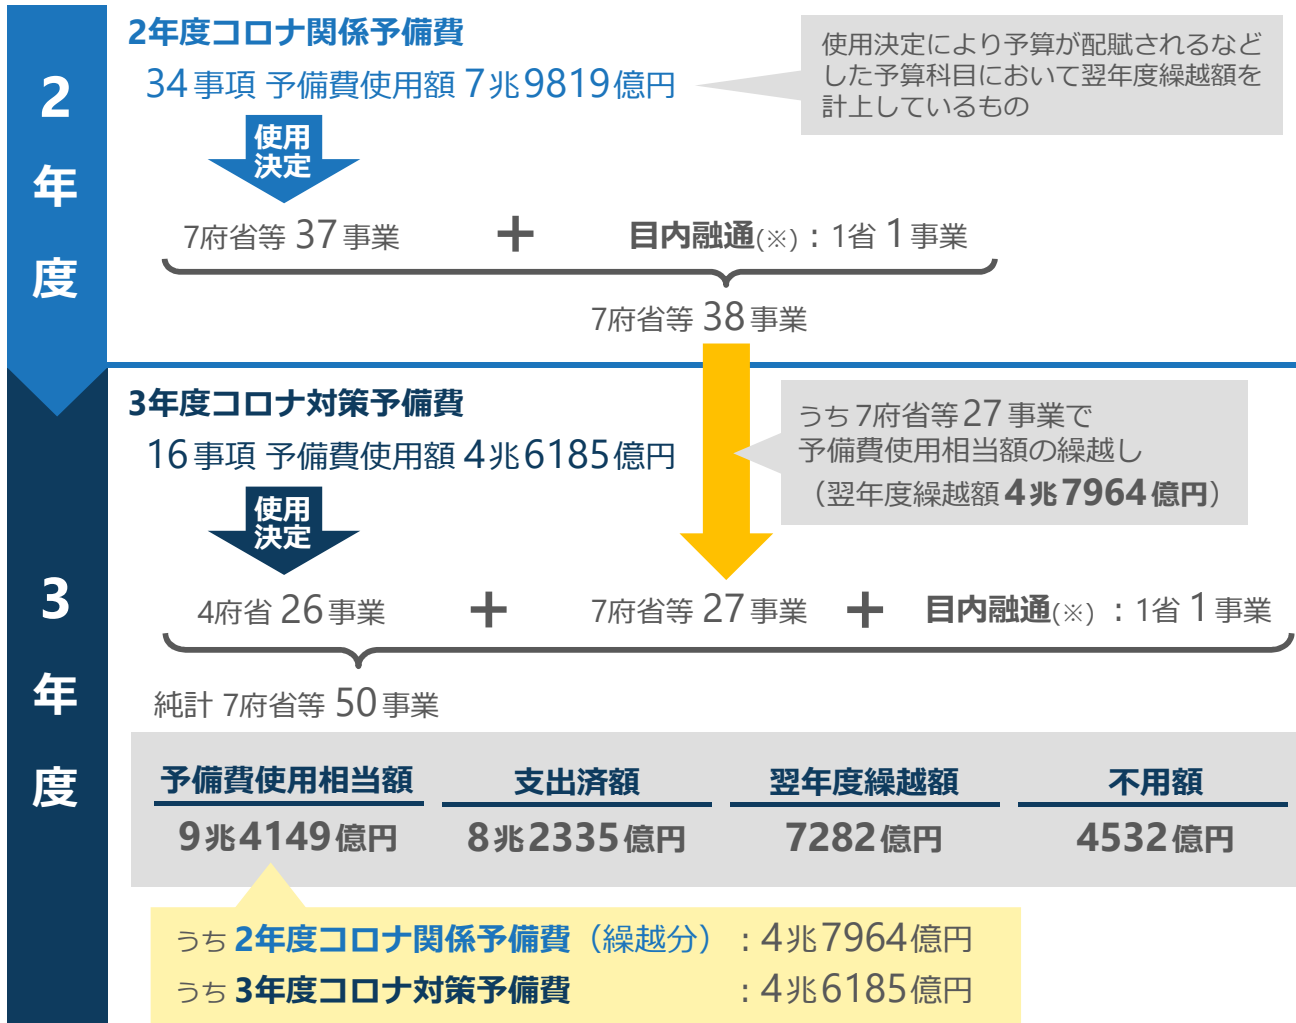 2年度
2年度コロナ関係予備費
34事項 予備費使用額 7兆9819億円
使用決定により予算が配賦されるなど
した予算科目において翌年度繰越額を
計上しているもの
使用
決定
7府省等 37事業 + 目内融通(※)：1省 1事業
7府省等 38事業
3年度
3年度コロナ対策予備費
16事項 予備費使用額 4兆6185億円
うち7府省等27事業で
予備費使用相当額の繰越し
（翌年度繰越額4兆7964億円）
使用
決定
4府省 26事業 + 7府省等 27事業 + 目内融通(※)：1省 1事業
純計 7府省等 50事業
予備費使用相当額 支出済額 翌年度繰越額 不用額
9兆4149億円 8兆2335億円 7282億円 4532億円
うち 2年度コロナ関係予備費（繰越分）：4兆7964億円
うち 3年度コロナ対策予備費 ：4兆6185億円